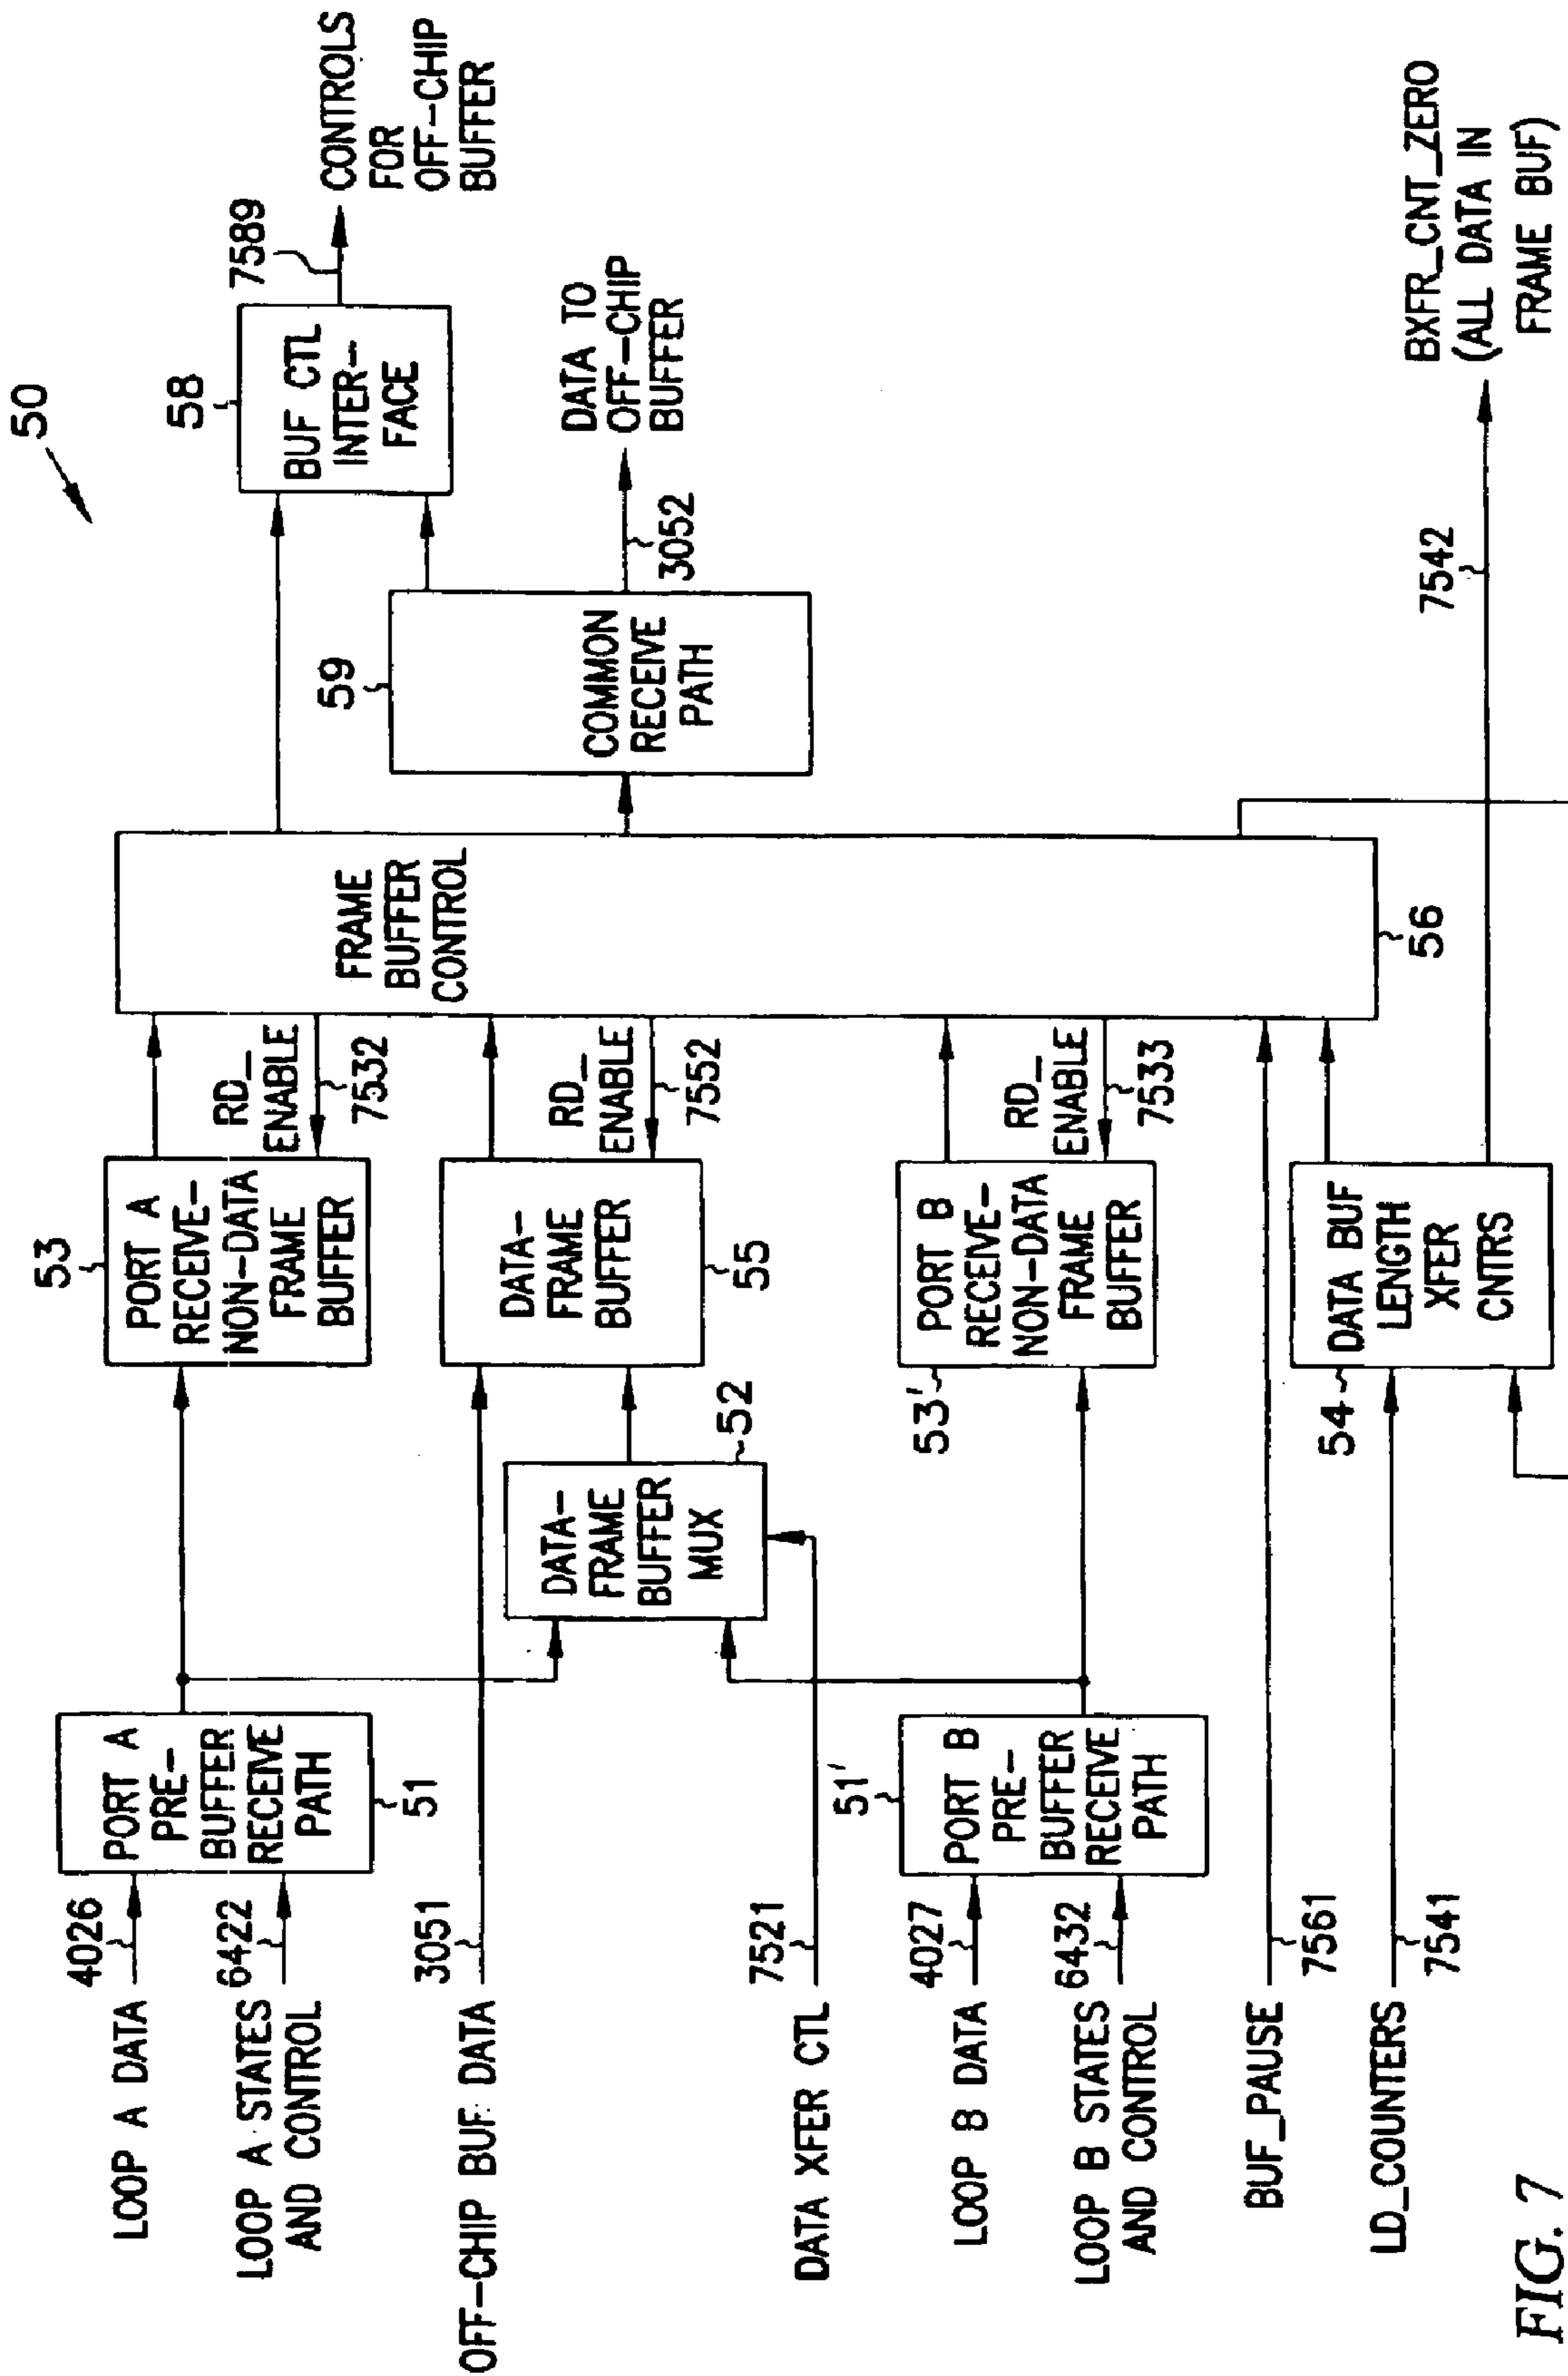 50
LOOP A DATA
4026
LOOP A STATES
AND CONTROL
6422
PORT A
PRE-
BUFFER
RECEIVE
PATH
51
OFF-CHIP BUF DATA
3051
DATA XFER CTL
7521
LOOP B DATA
4027
LOOP B STATES
AND CONTROL
6432
51'
PORT B
PRE-
BUFFER
RECEIVE
PATH
BUF_PAUSE
7561
LD_COUNTERS
7541
DATA-
FRAME
BUFFER
MUX
52
53
PORT A
RECEIVE-
NON-DATA
FRAME
BUFFER
RD_
ENABLE
7532
DATA-
FRAME
BUFFER
55
RD_
ENABLE
7552
53'
PORT B
RECEIVE-
NON-DATA
FRAME
BUFFER
RD_
ENABLE
7533
54
DATA BUF
LENGTH
XFER
CNTRS
FRAME
BUFFER
CONTROL
56
59
COMMON
RECEIVE
PATH
58
BUF CTL
INTER-
FACE
7589
CONTROLS
FOR
OFF-CHIP
BUFFER
3052
DATA TO
OFF-CHIP
BUFFER
7542
BXFR_CNT_ZERO
(ALL DATA IN
FRAME BUF)
FIG. 7